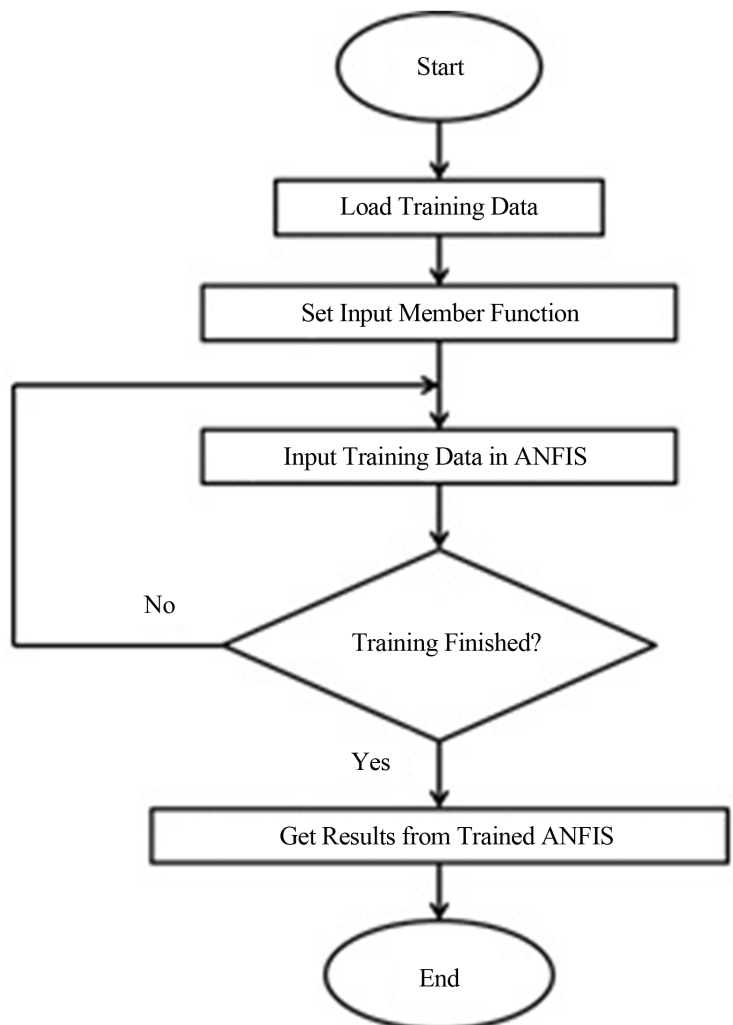 Start
Load Training Data
Set Input Member Function
Input Training Data in ANFIS
No
Training Finished?
Yes
Get Results from Trained ANFIS
End